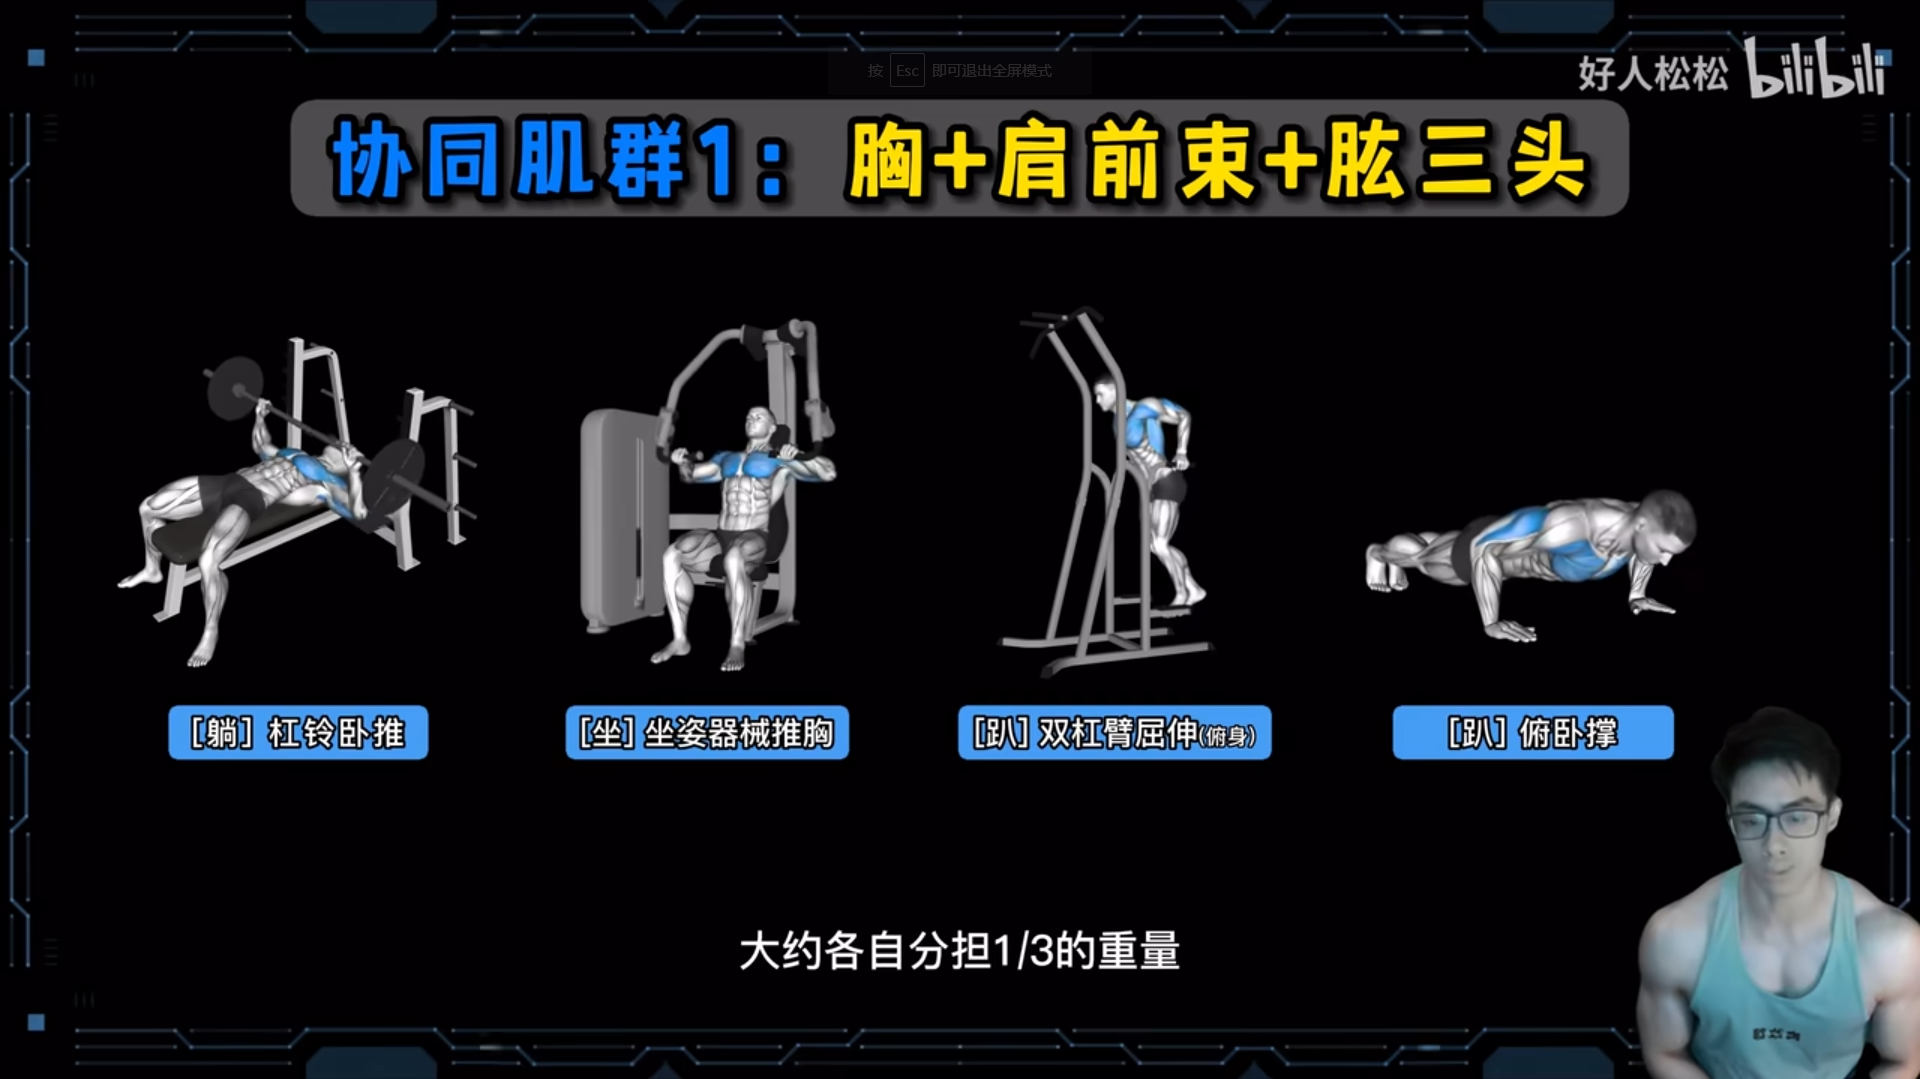 按 Esc 即可退出全屏模式
好人松松 bilibili
协同肌群1：胸+肩前束+肱三头
[躺] 杠铃卧推
[坐] 坐姿器械推胸
[趴] 双杠臂屈伸(俯身)
[趴] 俯卧撑
大约各自分担1/3的重量